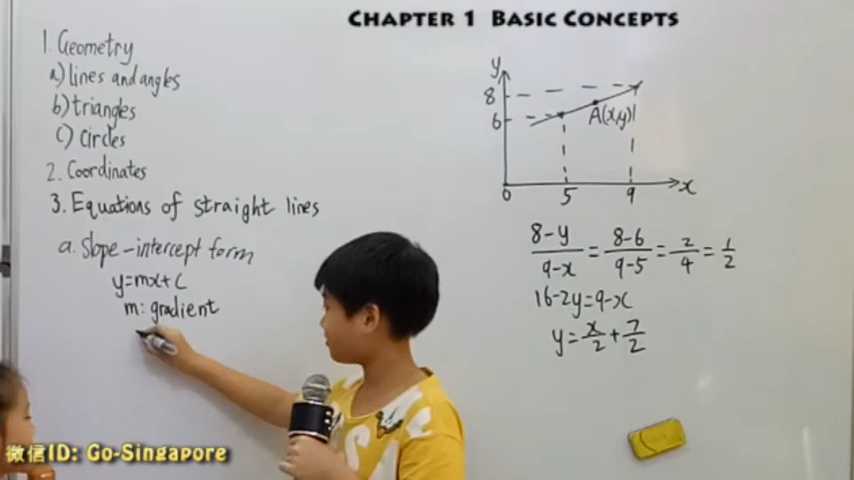 CHAPTER 1 BASIC CONCEPTS
1. Geometry
a) lines and angles
b) triangles
c) Circles
2. Coordinates
3. Equations of straight lines
a. Slope-intercept form
y=mx+c
m: gradient
y
8
6
A(x,y)
0 5 9 x
8-y/9-x = 8-6/9-5 = 2/4 = 1/2
16-2y=9-x
y=x/2+7/2
微信ID: Go-Singapore